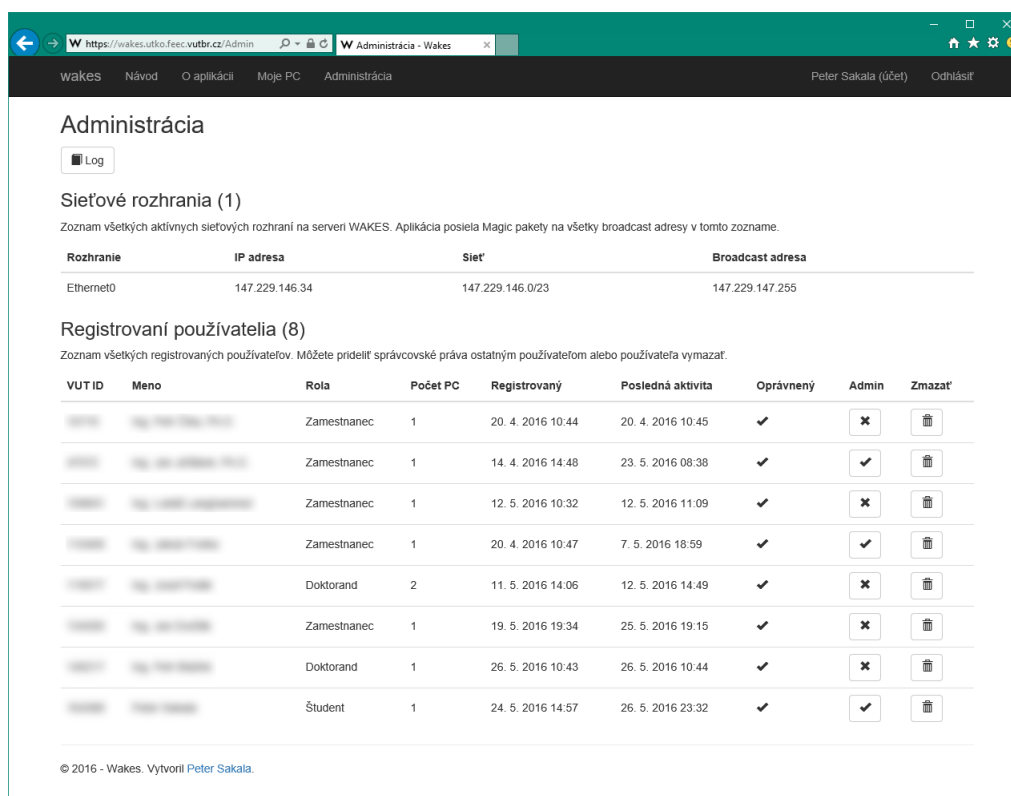 https://wakes.utko.feec.vutbr.cz/Admin
Administrácia - Wakes
wakes Návod O aplikácii Moje PC Administrácia Peter Sakala (účet) Odhlásiť
Administrácia
Log
Sieťové rozhrania (1)
Zoznam všetkých aktívnych sieťových rozhraní na serveri WAKES. Aplikácia posiela Magic pakety na všetky broadcast adresy v tomto zozname.
Rozhranie IP adresa Sieť Broadcast adresa
Ethernet0 147.229.146.34 147.229.146.0/23 147.229.147.255
Registrovaní používatelia (8)
Zoznam všetkých registrovaných používateľov. Môžete prideliť správcovské práva ostatným používateľom alebo používateľa vymazať.
VUT ID Meno Rola Počet PC Registrovaný Posledná aktivita Oprávnený Admin Zmazať
Zamestnanec 1 20. 4. 2016 10:44 20. 4. 2016 10:45
Zamestnanec 1 14. 4. 2016 14:48 23. 5. 2016 08:38
Zamestnanec 1 12. 5. 2016 10:32 12. 5. 2016 11:09
Zamestnanec 1 20. 4. 2016 10:47 7. 5. 2016 18:59
Doktorand 2 11. 5. 2016 14:06 12. 5. 2016 14:49
Zamestnanec 1 19. 5. 2016 19:34 25. 5. 2016 19:15
Doktorand 1 26. 5. 2016 10:43 26. 5. 2016 10:44
Študent 1 24. 5. 2016 14:57 26. 5. 2016 23:32
© 2016 - Wakes. Vytvoril Peter Sakala.